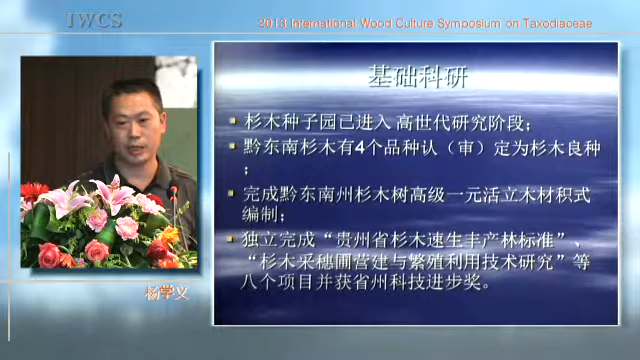 IWCS
2013 International Wood Culture Symposium on Taxodiaceae
基础科研
杉木种子园已进入 高世代研究阶段；
黔东南杉木有4个品种认（审）定为杉木良种
；
完成黔东南州杉木树高级一元活立木材积式
编制；
独立完成“贵州省杉木速生丰产林标准”、
“杉木采穗圃营建与繁殖利用技术研究”等
八个项目并获省州科技进步奖。
杨学义